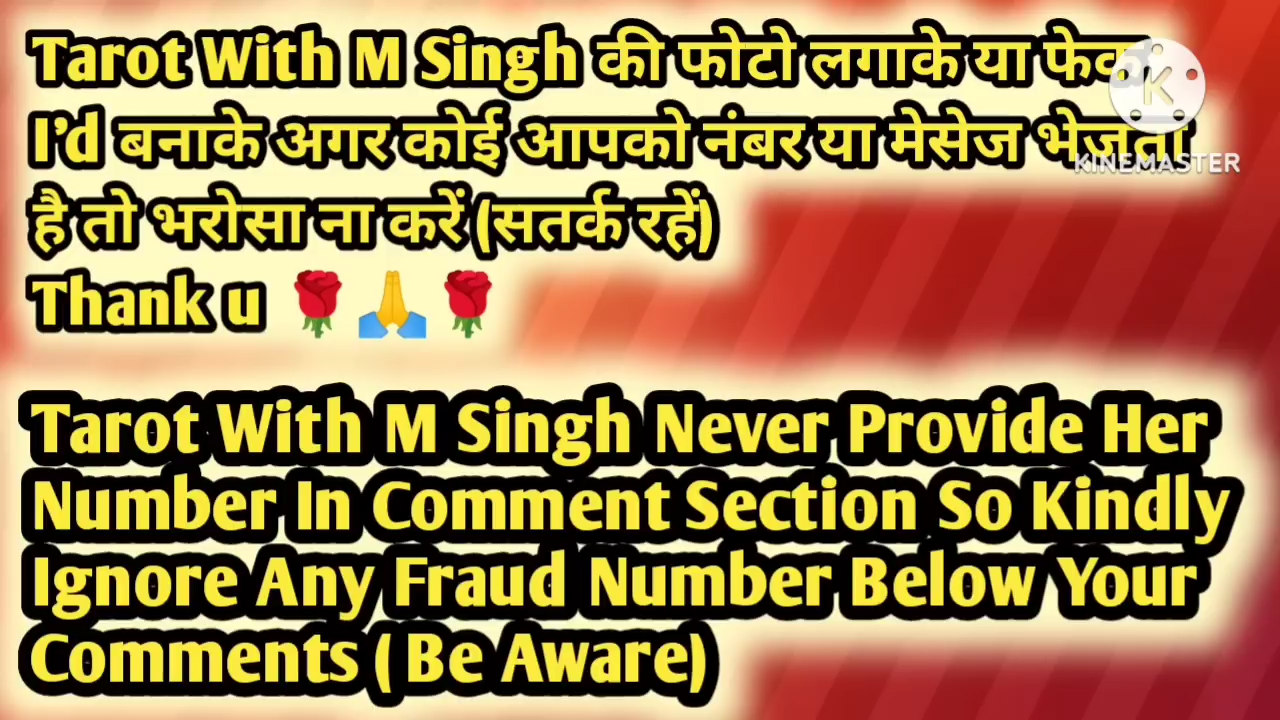 Tarot With M Singh की फोटो लगाके या फेक
I'd बनाके अगर कोई आपको नंबर या मेसेज भेजता
है तो भरोसा ना करें (सतर्क रहें)
Thank u 🌹🙏🌹
Tarot With M Singh Never Provide Her
Number In Comment Section So Kindly
Ignore Any Fraud Number Below Your
Comments ( Be Aware)
K
KINEMASTER